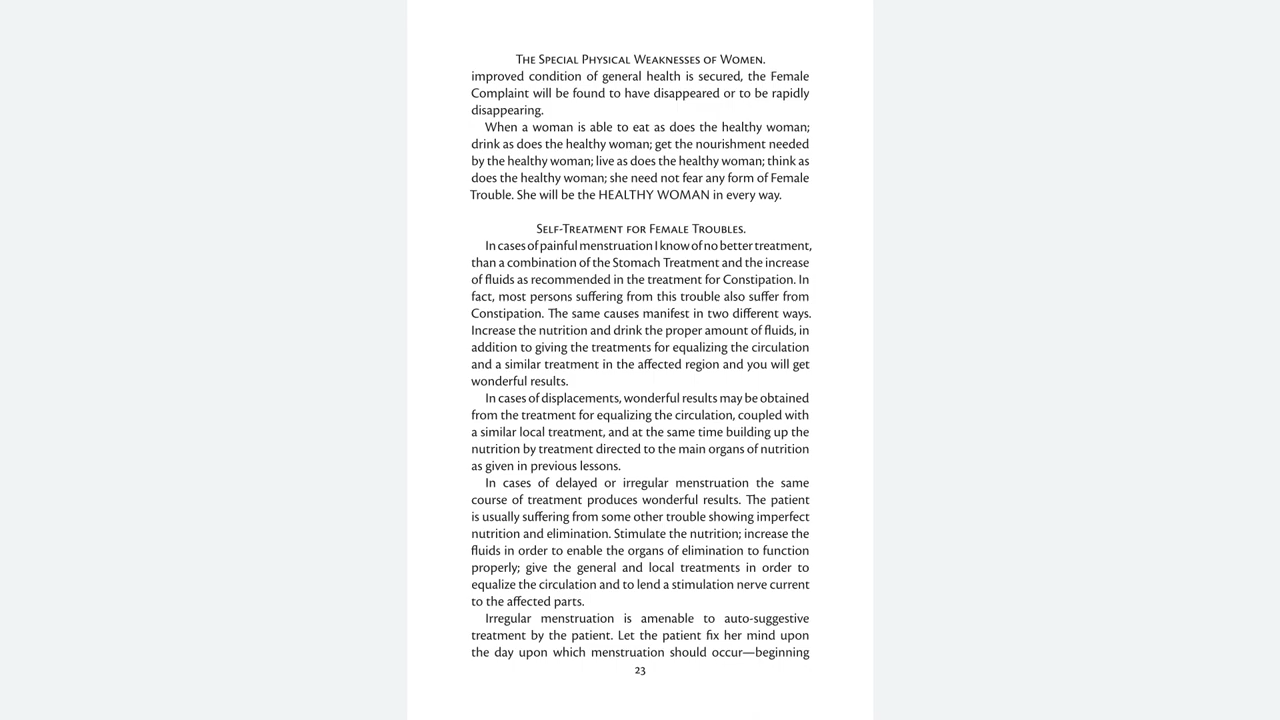 The Special Physical Weaknesses of Women.
improved condition of general health is secured, the Female
Complaint will be found to have disappeared or to be rapidly
disappearing.
When a woman is able to eat as does the healthy woman;
drink as does the healthy woman; get the nourishment needed
by the healthy woman; live as does the healthy woman; think as
does the healthy woman; she need not fear any form of Female
Trouble. She will be the HEALTHY WOMAN in every way.
Self-Treatment for Female Troubles.
In cases of painful menstruation I know of no better treatment,
than a combination of the Stomach Treatment and the increase
of fluids as recommended in the treatment for Constipation. In
fact, most persons suffering from this trouble also suffer from
Constipation. The same causes manifest in two different ways.
Increase the nutrition and drink the proper amount of fluids, in
addition to giving the treatments for equalizing the circulation
and a similar treatment in the affected region and you will get
wonderful results.
In cases of displacements, wonderful results may be obtained
from the treatment for equalizing the circulation, coupled with
a similar local treatment, and at the same time building up the
nutrition by treatment directed to the main organs of nutrition
as given in previous lessons.
In cases of delayed or irregular menstruation the same
course of treatment produces wonderful results. The patient
is usually suffering from some other trouble showing imperfect
nutrition and elimination. Stimulate the nutrition; increase the
fluids in order to enable the organs of elimination to function
properly; give the general and local treatments in order to
equalize the circulation and to lend a stimulation nerve current
to the affected parts.
Irregular menstruation is amenable to auto-suggestive
treatment by the patient. Let the patient fix her mind upon
the day upon which menstruation should occur—beginning
23